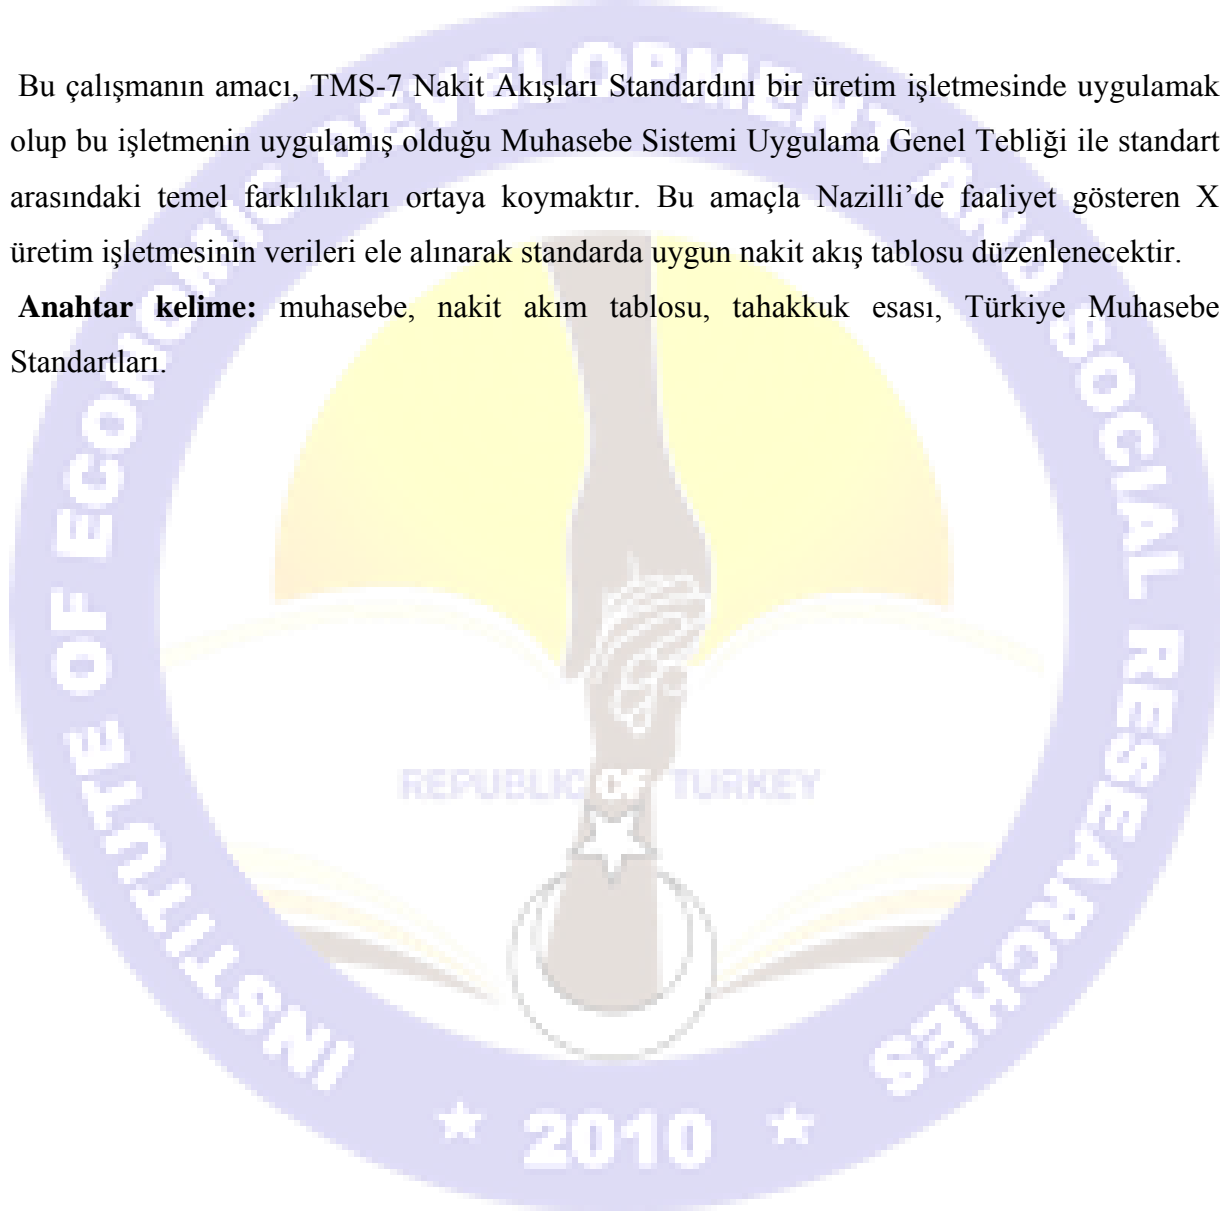 Bu çalışmanın amacı, TMS-7 Nakit Akışları Standardını bir üretim işletmesinde uygulamak
olup bu işletmenin uygulamış olduğu Muhasebe Sistemi Uygulama Genel Tebliği ile standart
arasındaki temel farklılıkları ortaya koymaktır. Bu amaçla Nazilli’de faaliyet gösteren X
üretim işletmesinin verileri ele alınarak standarda uygun nakit akış tablosu düzenlenecektir.
Anahtar kelime: muhasebe, nakit akım tablosu, tahakkuk esası, Türkiye Muhasebe
Standartları.
INSTITUTE OF ECONOMIC DEVELOPMENT AND SOCIAL RESEARCHES
REPUBLIC OF TURKEY
★ 2010 ★